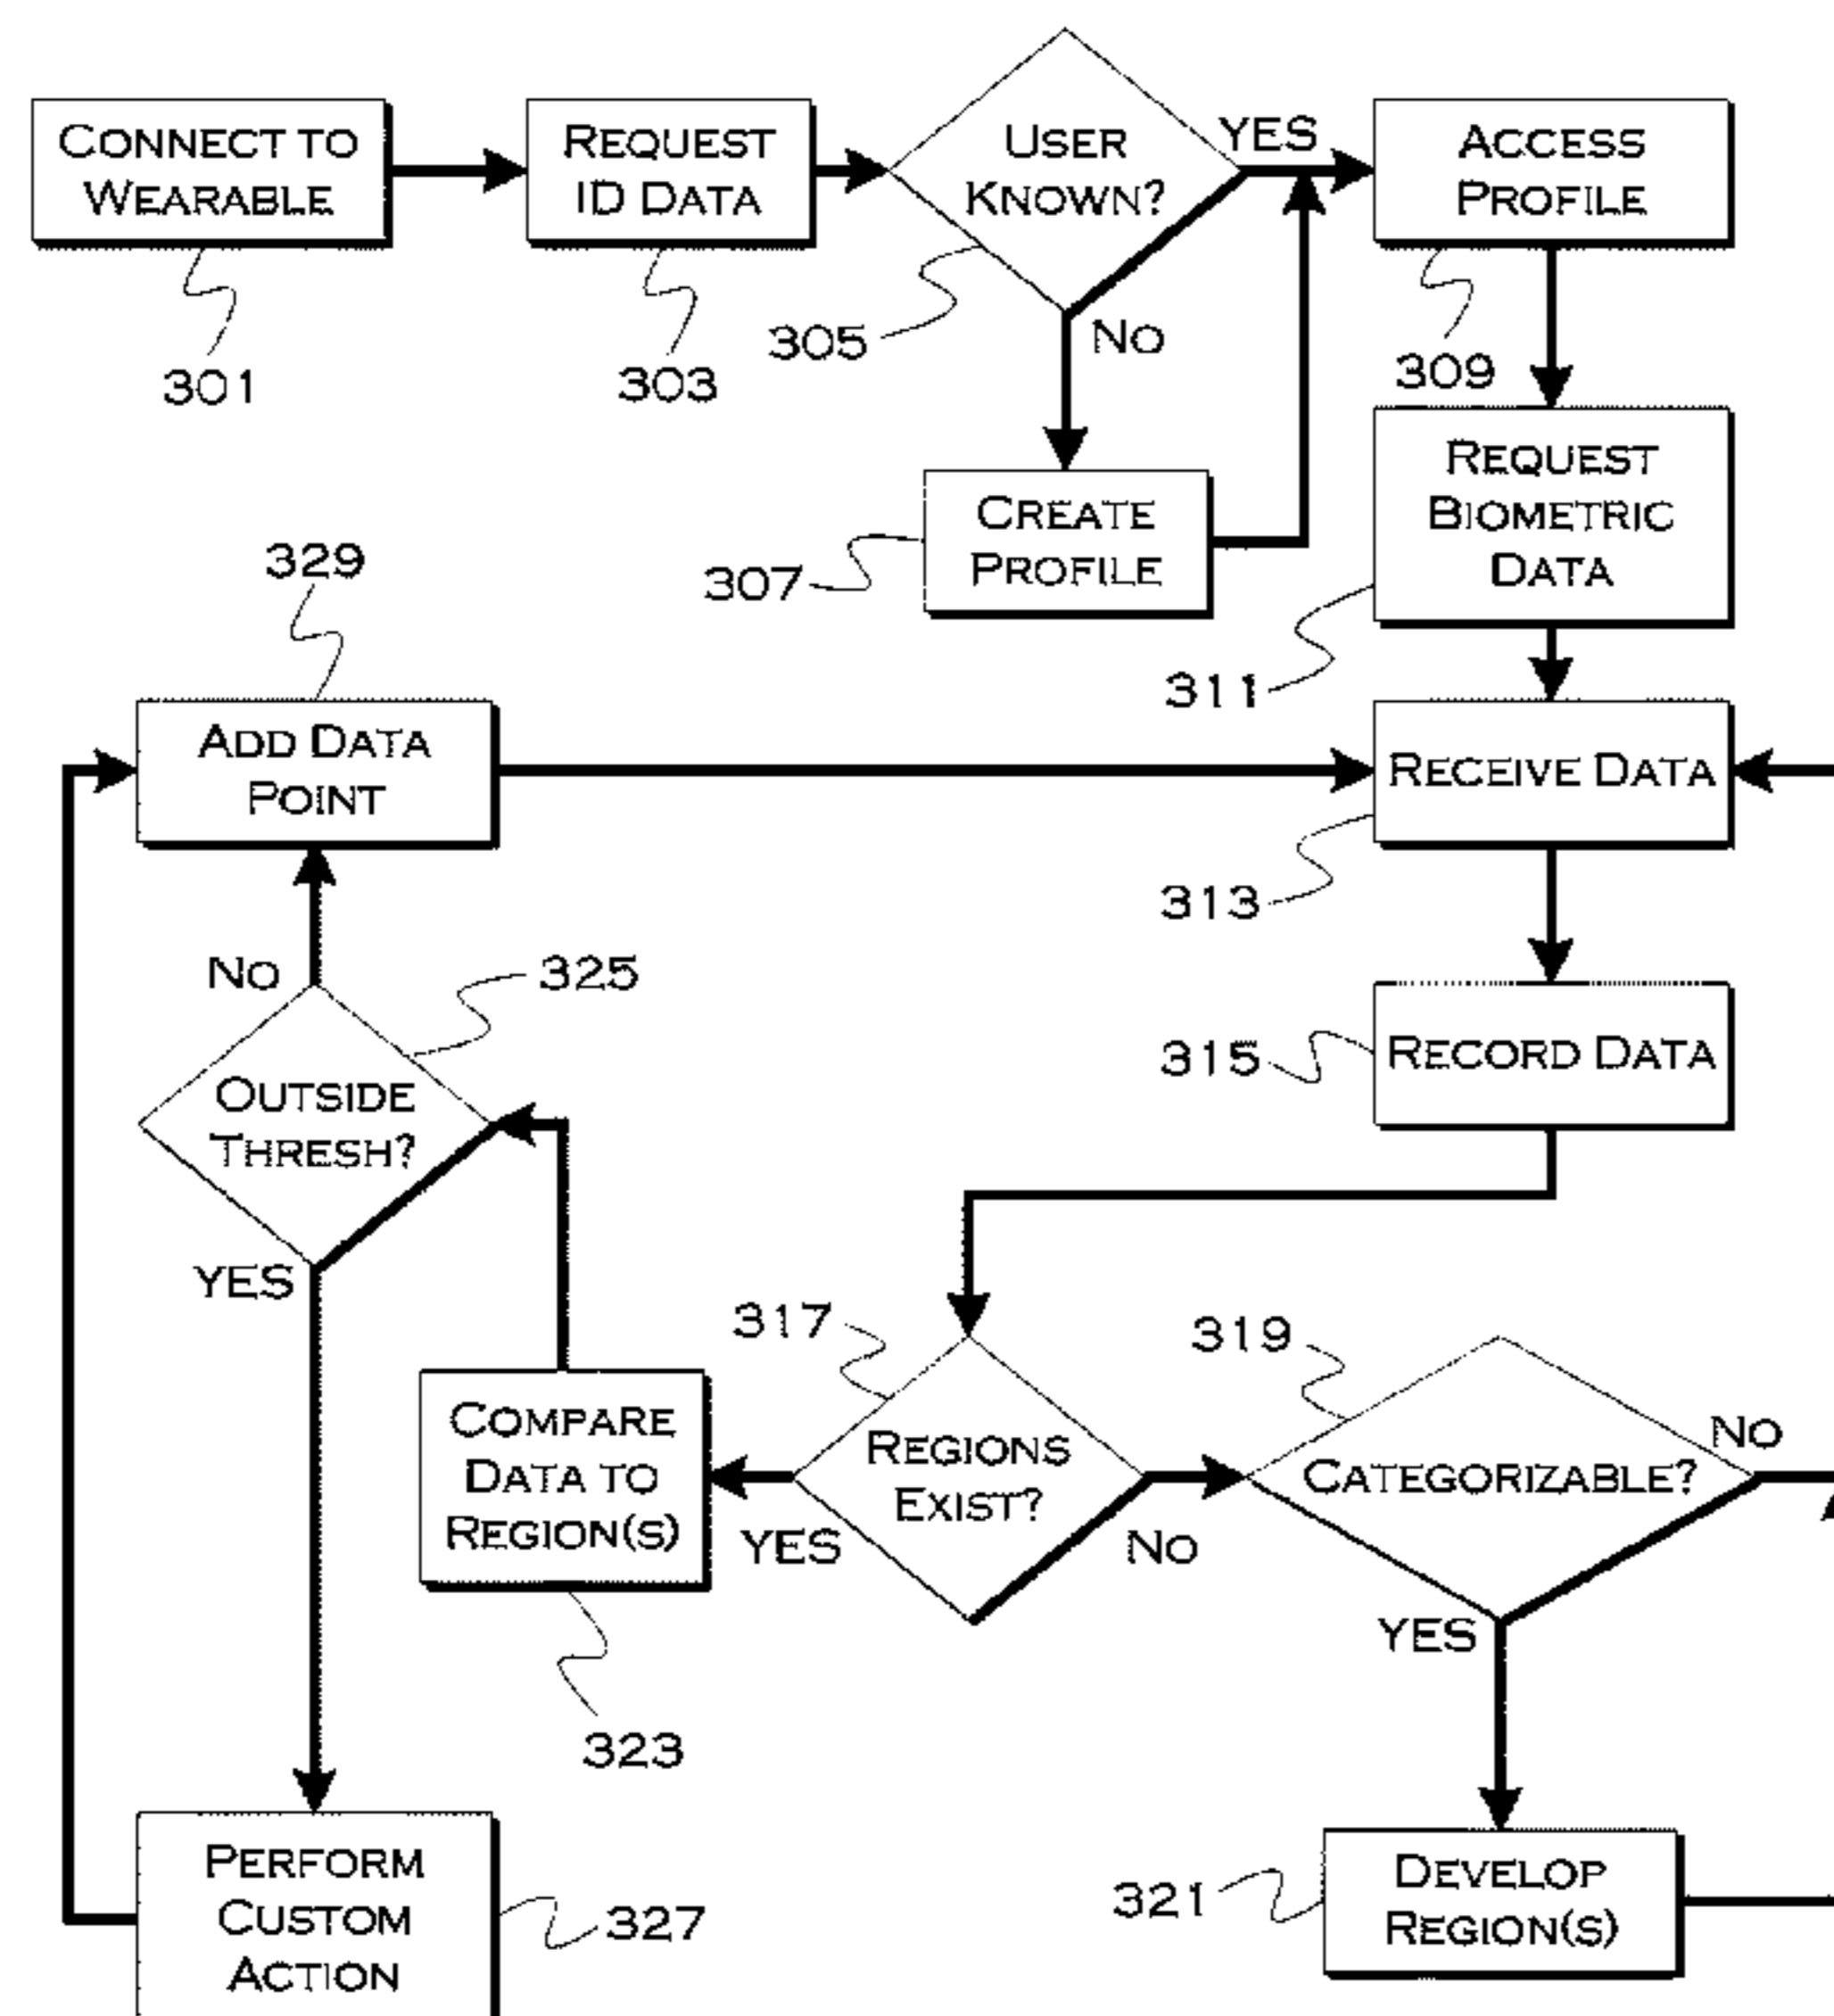 CONNECT TO
WEARABLE
301
REQUEST
ID DATA
303
USER
KNOWN?
305
YES
NO
ACCESS
PROFILE
309
CREATE
PROFILE
307
REQUEST
BIOMETRIC
DATA
311
329
ADD DATA
POINT
RECEIVE DATA
313
NO
325
OUTSIDE
THRESH?
YES
RECORD DATA
315
317
REGIONS
EXIST?
YES
NO
319
CATEGORIZABLE?
NO
YES
COMPARE
DATA TO
REGION(S)
323
PERFORM
CUSTOM
ACTION
327
DEVELOP
REGION(S)
321